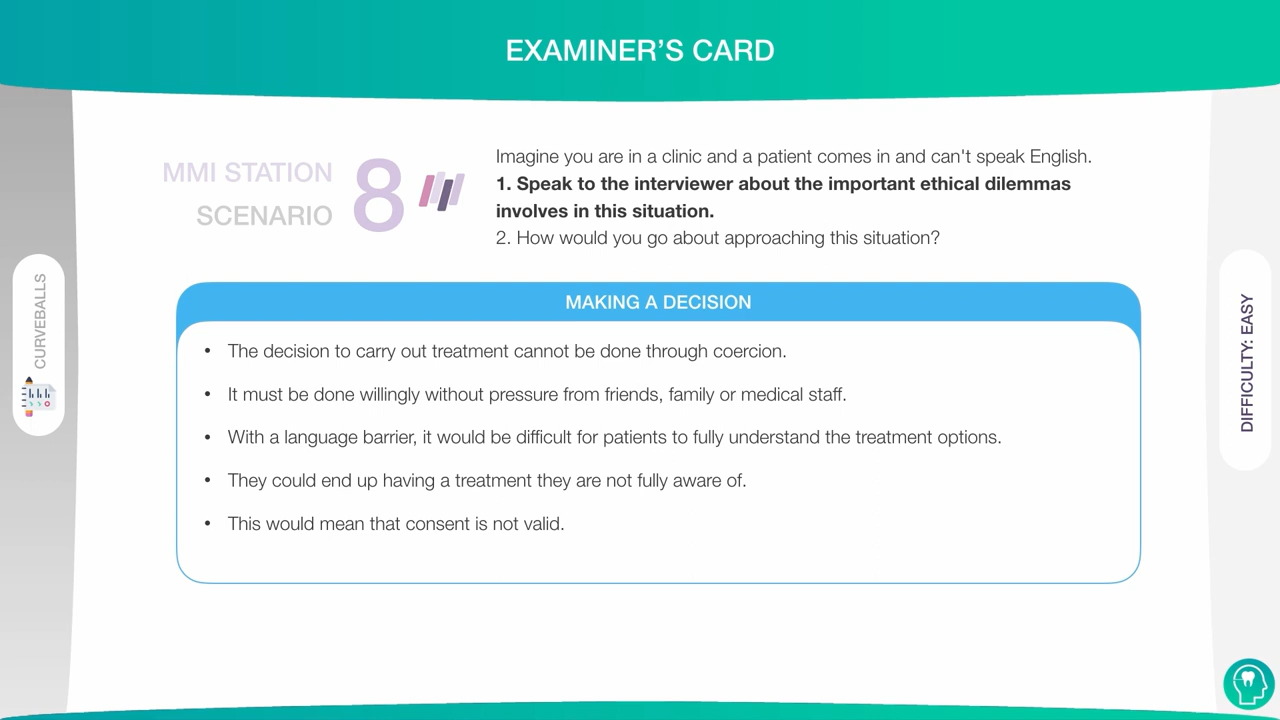 EXAMINER’S CARD
MMI STATION
SCENARIO
8
Imagine you are in a clinic and a patient comes in and can't speak English.
1. Speak to the interviewer about the important ethical dilemmas
involves in this situation.
2. How would you go about approaching this situation?
CURVEBALLS
DIFFICULTY: EASY
MAKING A DECISION
• The decision to carry out treatment cannot be done through coercion.
• It must be done willingly without pressure from friends, family or medical staff.
• With a language barrier, it would be difficult for patients to fully understand the treatment options.
• They could end up having a treatment they are not fully aware of.
• This would mean that consent is not valid.